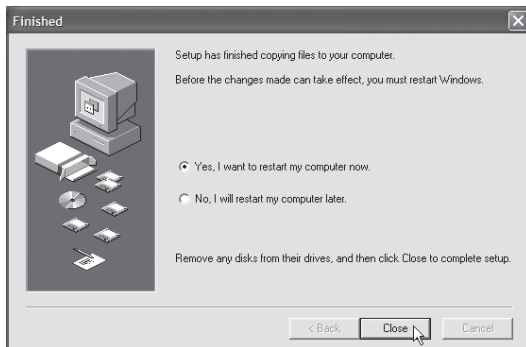 Finished
Setup has finished copying files to your computer.
Before the changes made can take effect, you must restart Windows.
Yes, I want to restart my computer now.
No, I will restart my computer later.
Remove any disks from their drives, and then click Close to complete setup.
< Back
Close
Cancel